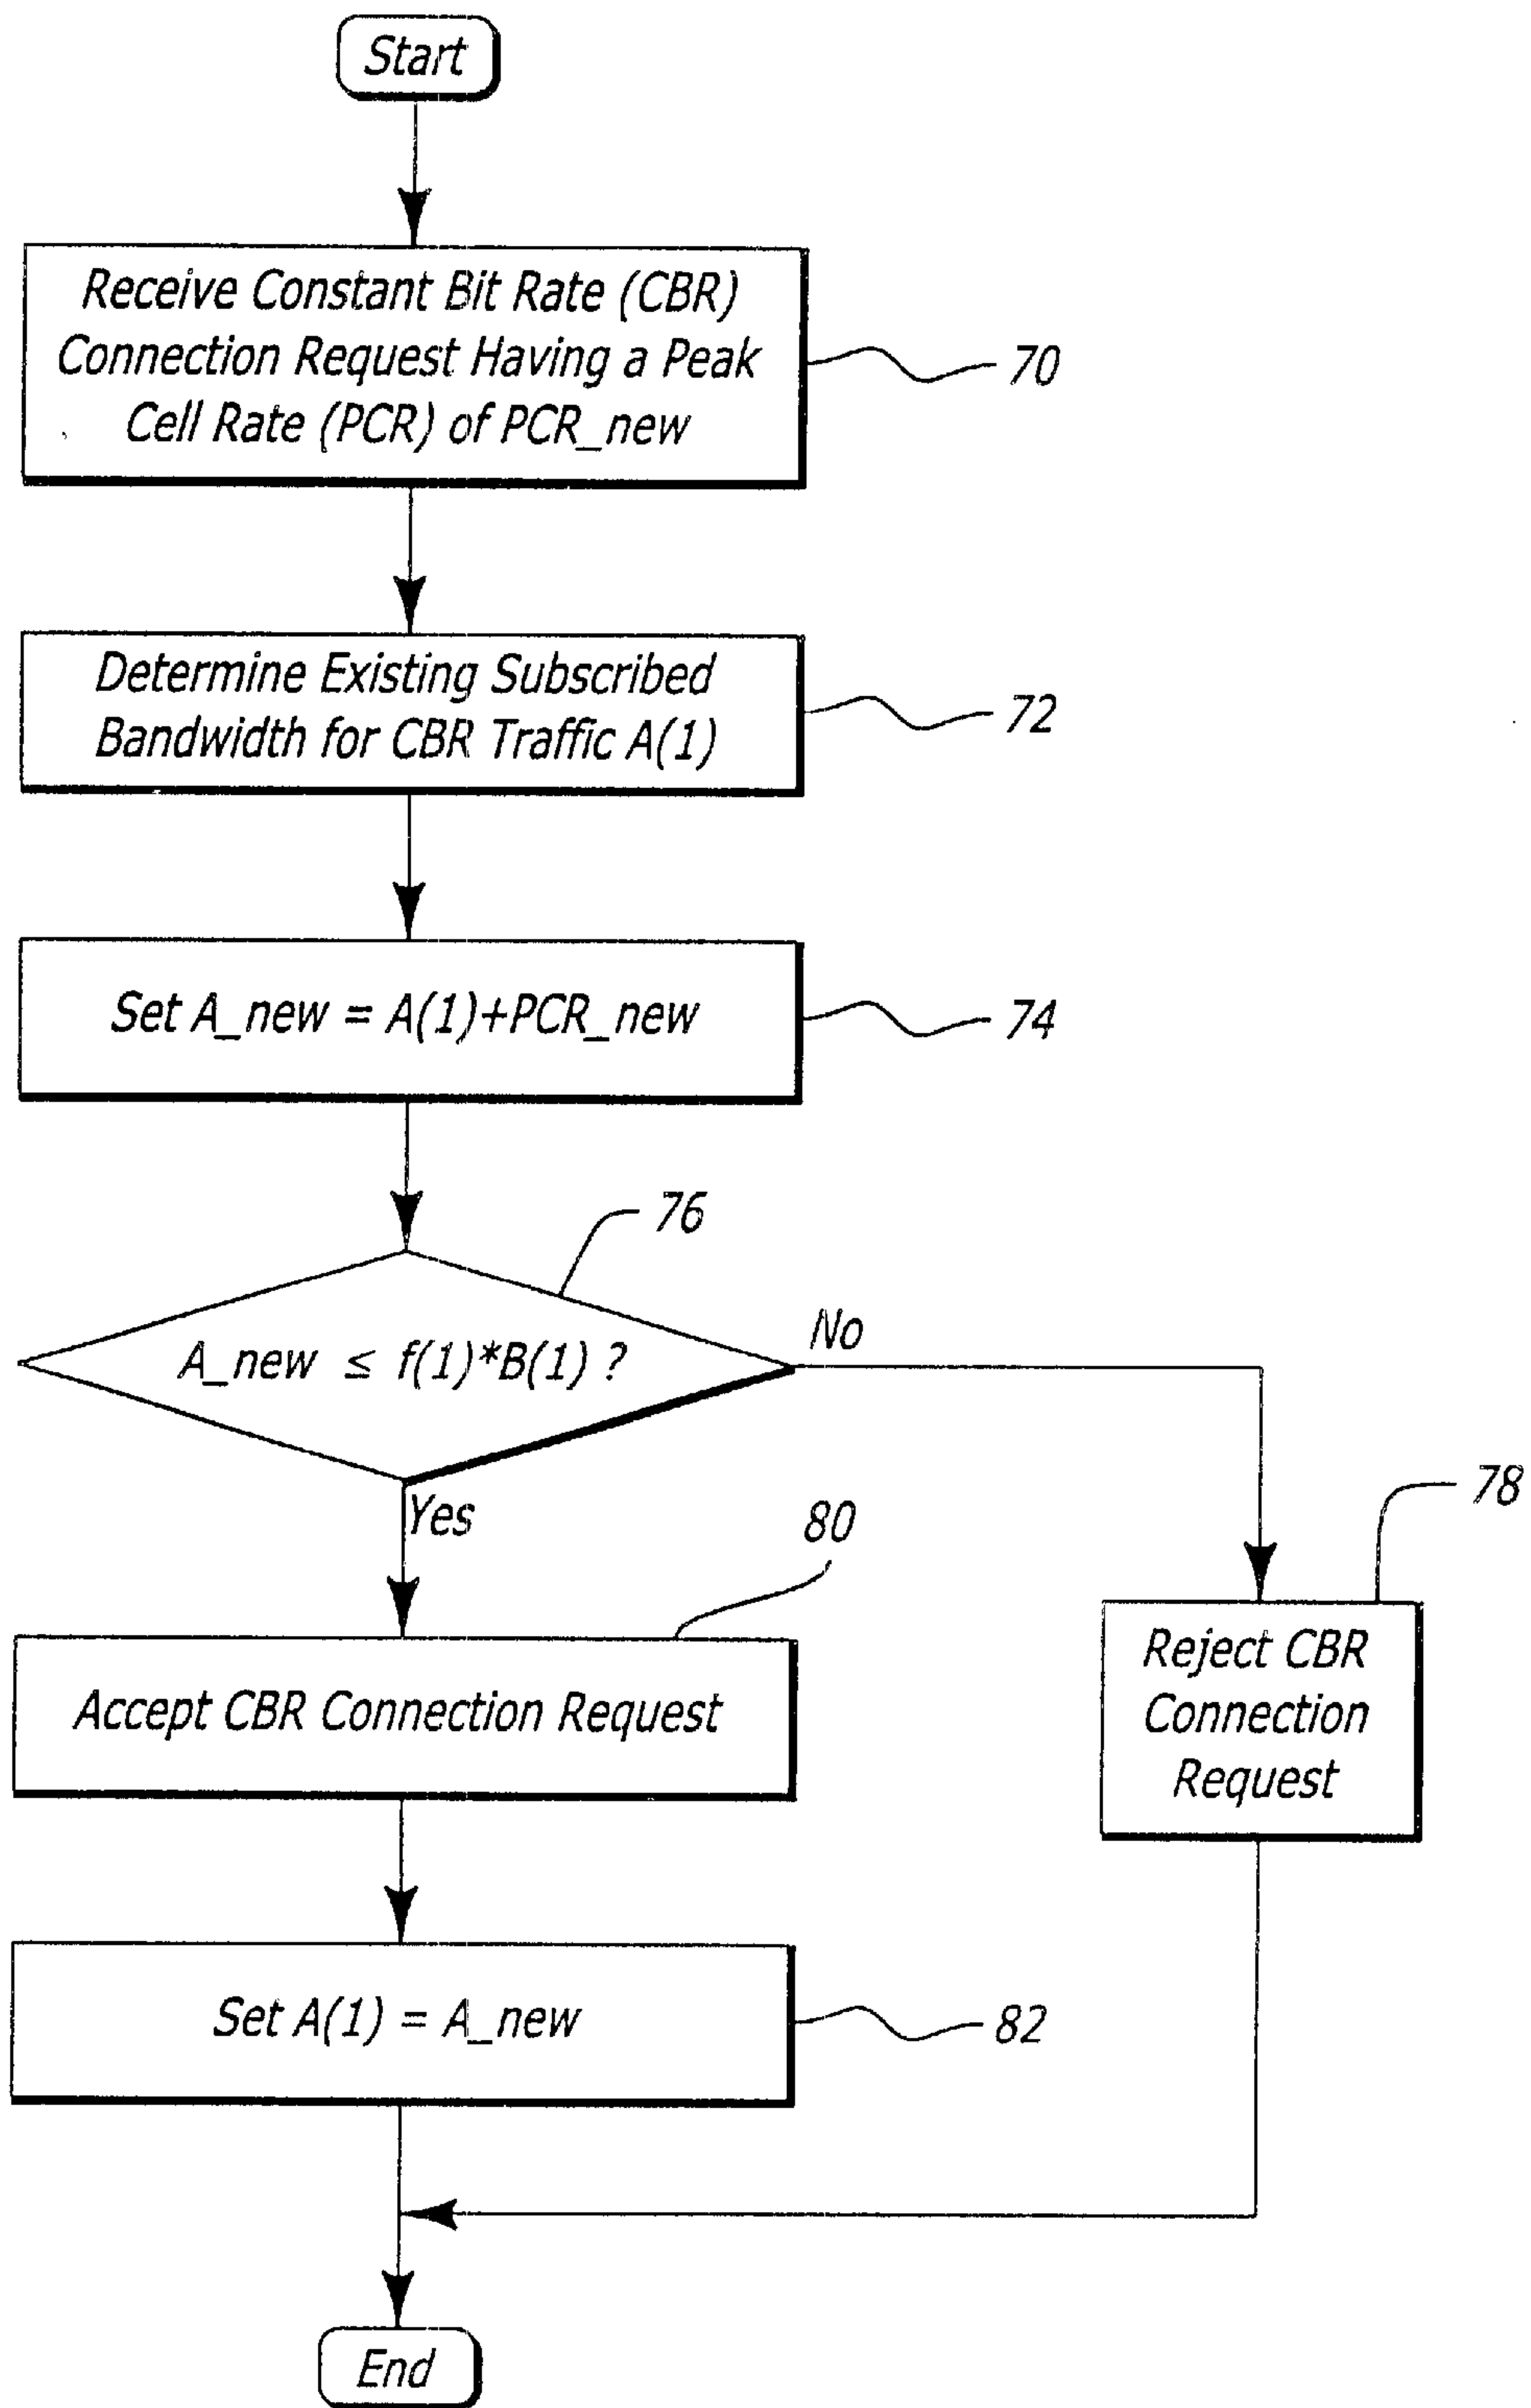 Start
Receive Constant Bit Rate (CBR)
Connection Request Having a Peak
Cell Rate (PCR) of PCR_new
70
Determine Existing Subscribed
Bandwidth for CBR Traffic A(1)
72
Set A_new = A(1)+PCR_new
74
76
A_new ≤ f(1)*B(1) ?
No
Yes
80
78
Accept CBR Connection Request
Reject CBR
Connection
Request
Set A(1) = A_new
82
End